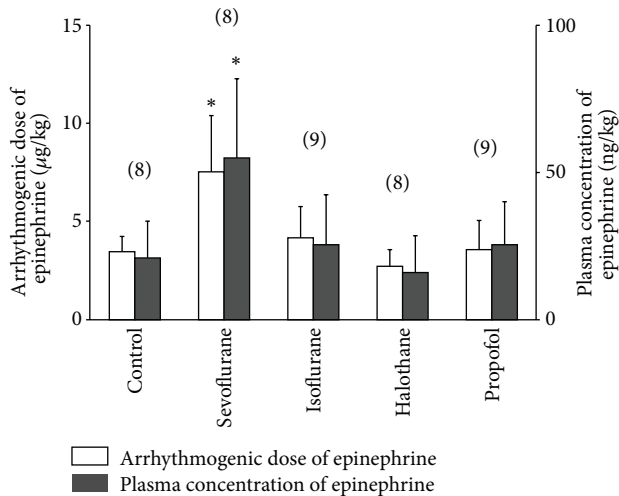 Arrhythmogenic dose of
epinephrine (μg/kg)
15
10
5
0
(8)
(8)
(9)
(8)
(9)
*
*
100
50
0
Plasma concentration of
epinephrine (ng/kg)
Control
Sevoflurane
Isoflurane
Halothane
Propofol
Arrhythmogenic dose of epinephrine
Plasma concentration of epinephrine